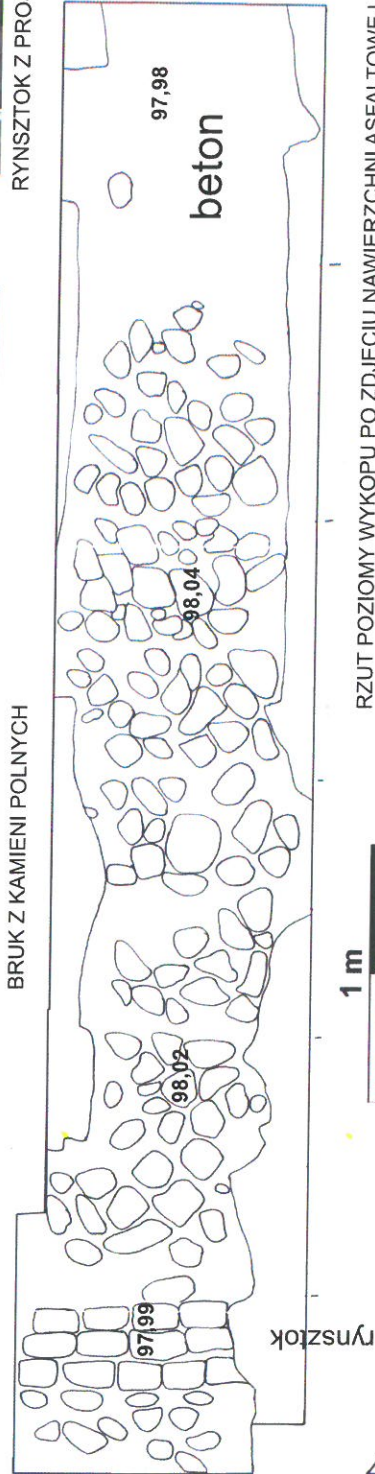 RYNSZTOK Z PRO
BRUK Z KAMIENI POLNYCH
97,98
beton
98,04
98,02
97,99
rynsztok
1 m
RZUT POZIOMY WYKOPU PO ZDJĘCIU NAWIERZCHNI ASFALTOWEJ